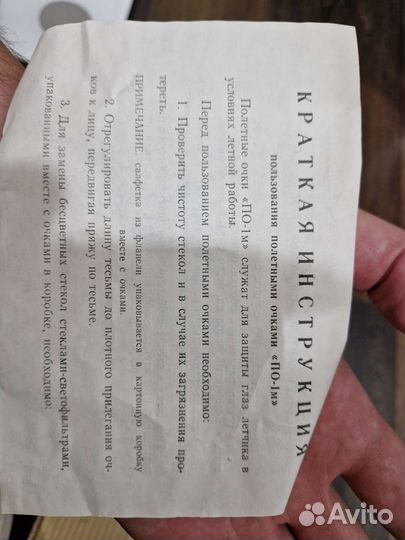 КРАТКАЯ ИНСТРУКЦИЯ
пользования полетными очками «ПО-1м»
Полетные очки «ПО-1м» служат для защиты глаз летчика в
условиях летной работы.
Перед пользованием полетными очками необходимо:
1. Проверить чистоту стекол и в случае их загрязнения про-
тереть.
ПРИМЕЧАНИЕ салфетка из фланели упаковывается в картонную коробку
вместе с очками.
2. Отрегулировать длину тесьмы до плотного прилегания оч-
ков к лицу, передвигая пряжку по тесьме.
3. Для замены бесцветных стекол стеклами-светофильтрами,
упакованными вместе с очками в коробке, необходимо:
Avito